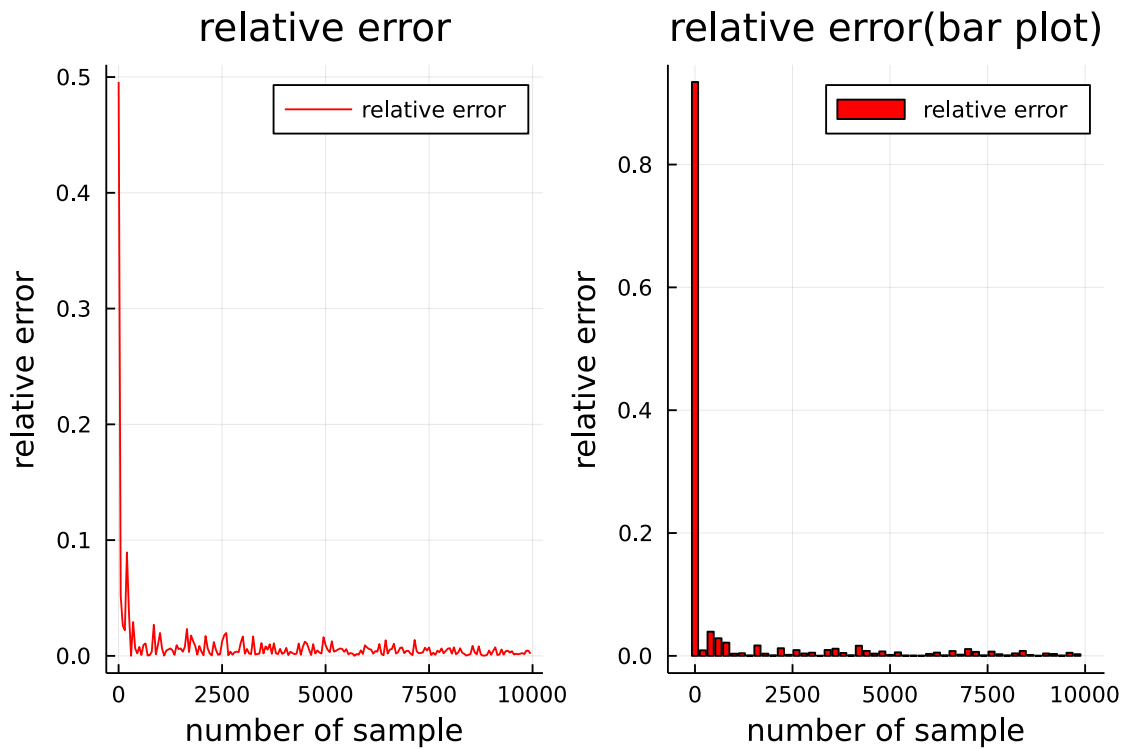 relative error
relative error
0.5
0.4
0.3
0.2
0.1
0.0
relative error
0 2500 5000 7500 10000
number of sample
relative error(bar plot)
relative error
0.8
0.6
0.4
0.2
0.0
relative error
0 2500 5000 7500 10000
number of sample